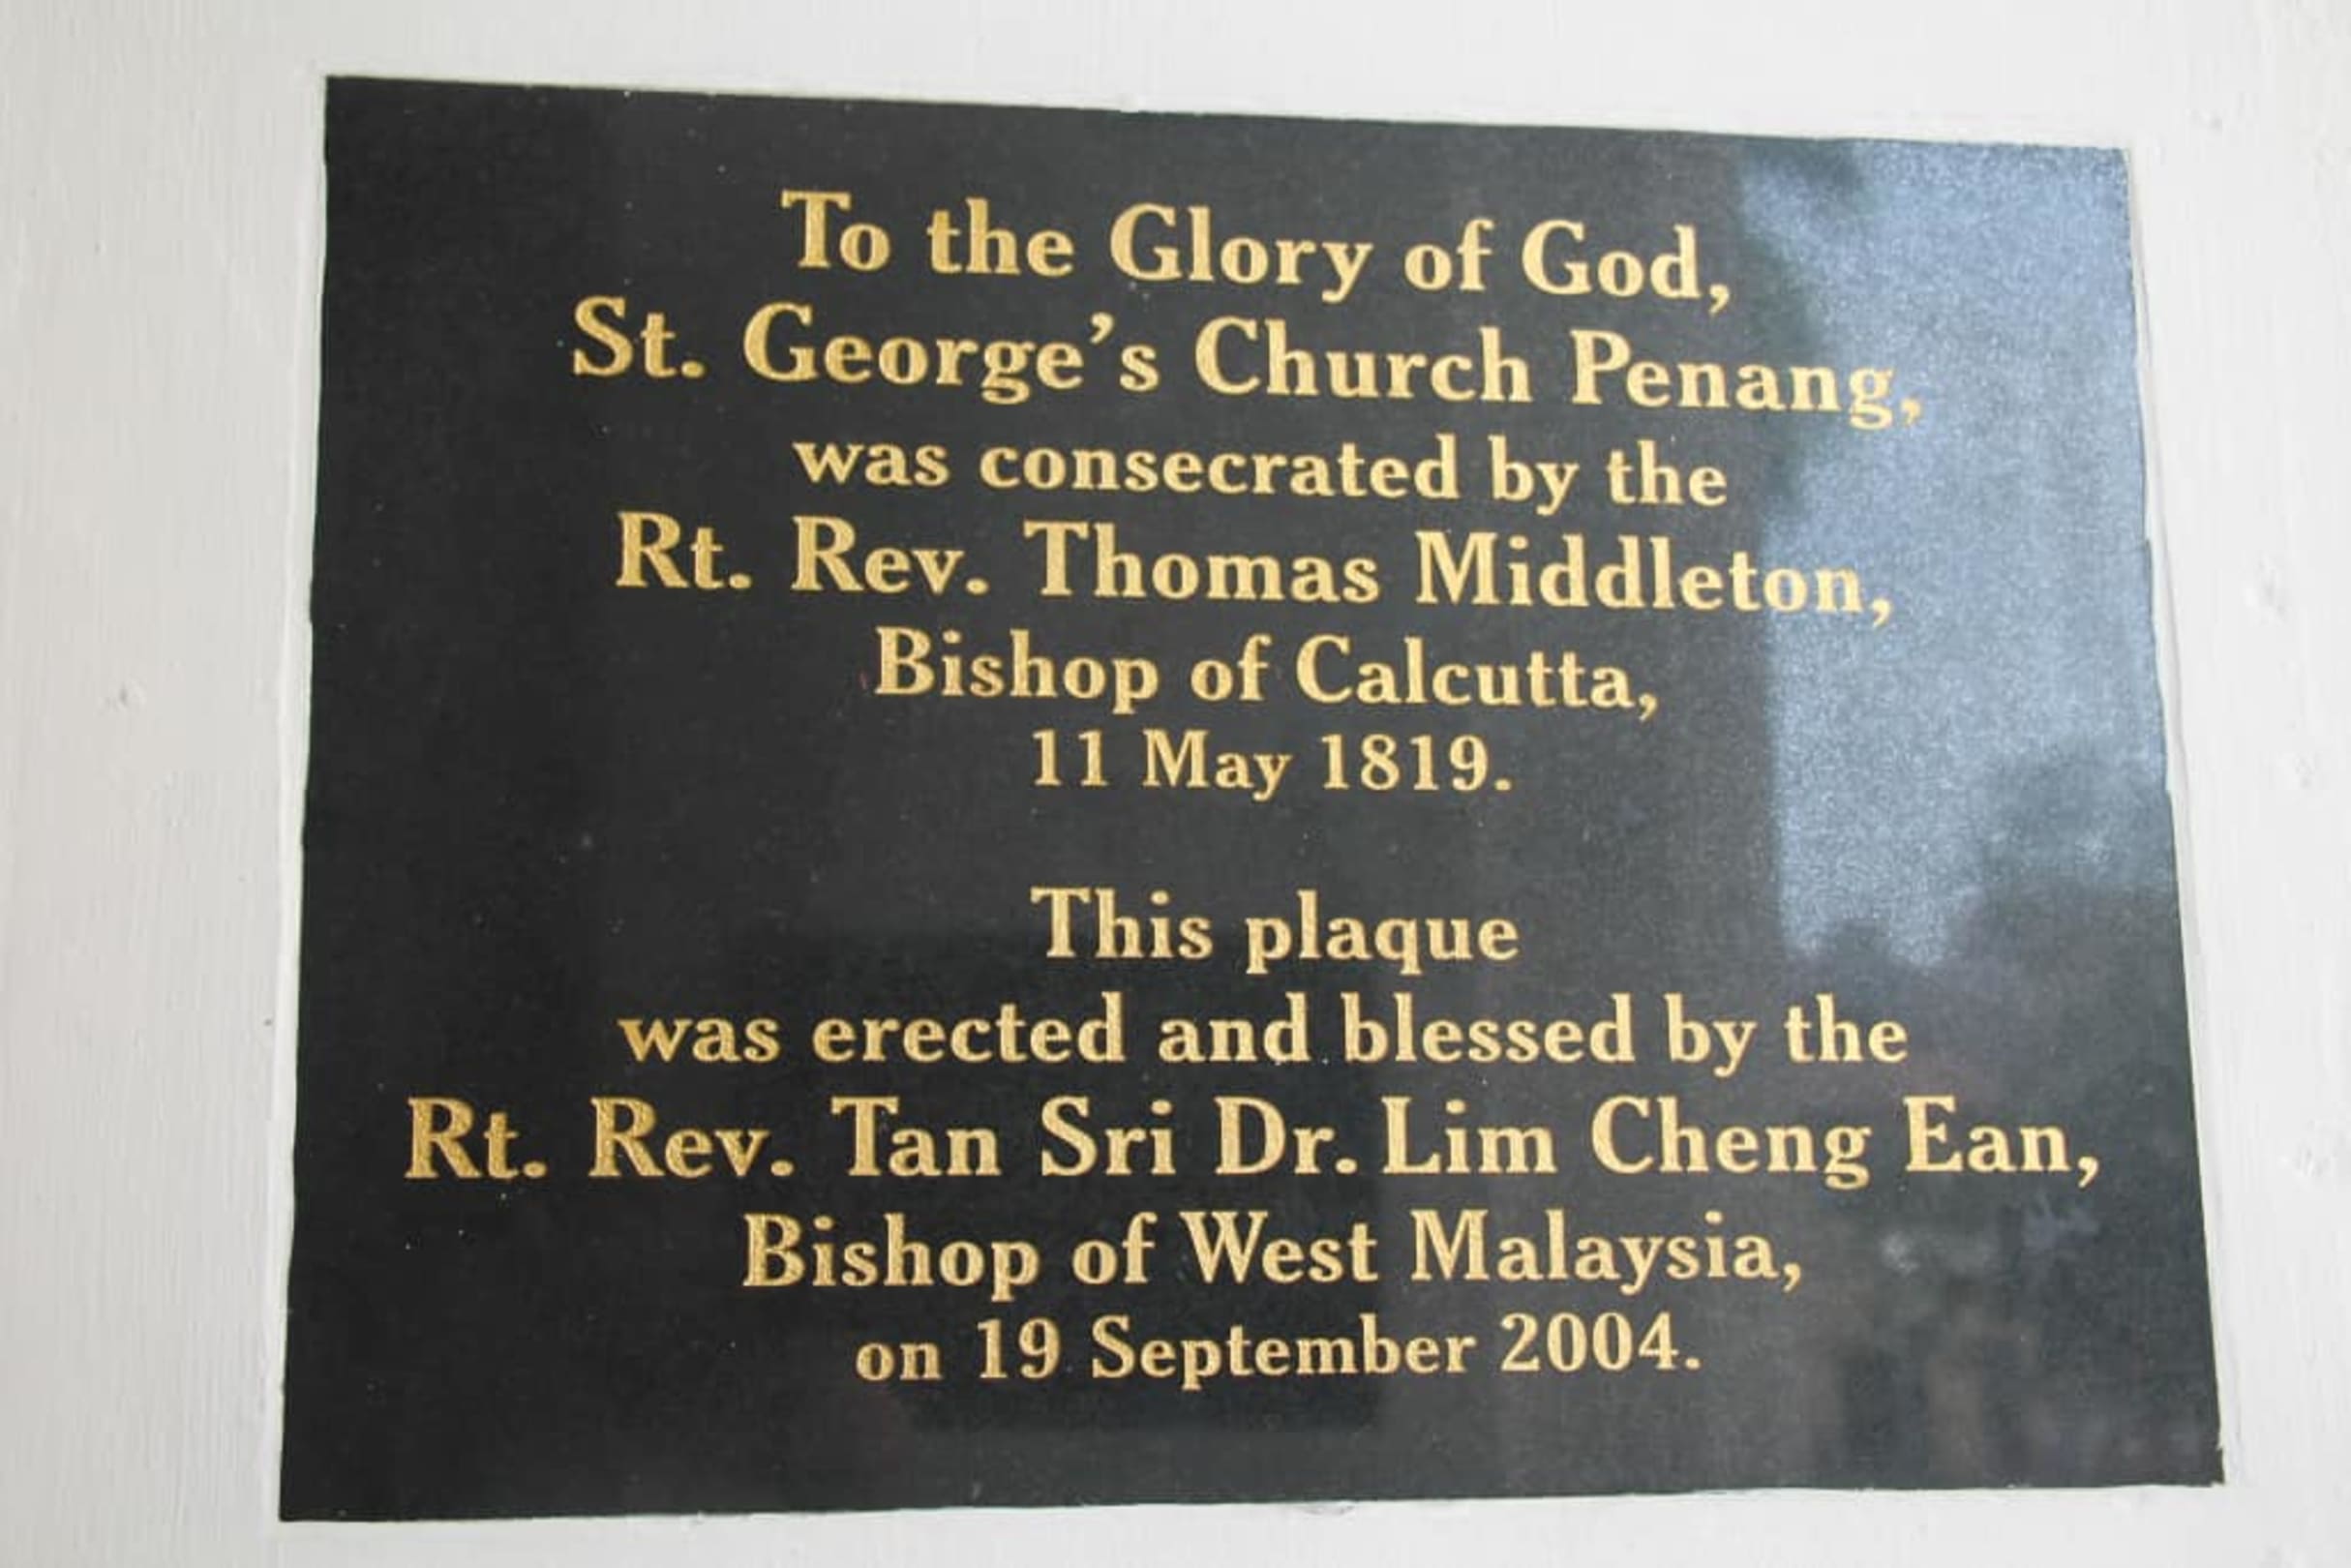 To the Glory of God,
St. George's Church Penang,
was consecrated by the
Rt. Rev. Thomas Middleton,
Bishop of Calcutta,
11 May 1819.
This plaque
was erected and blessed by the
Rt. Rev. Tan Sri Dr. Lim Cheng Ean,
Bishop of West Malaysia,
on 19 September 2004.